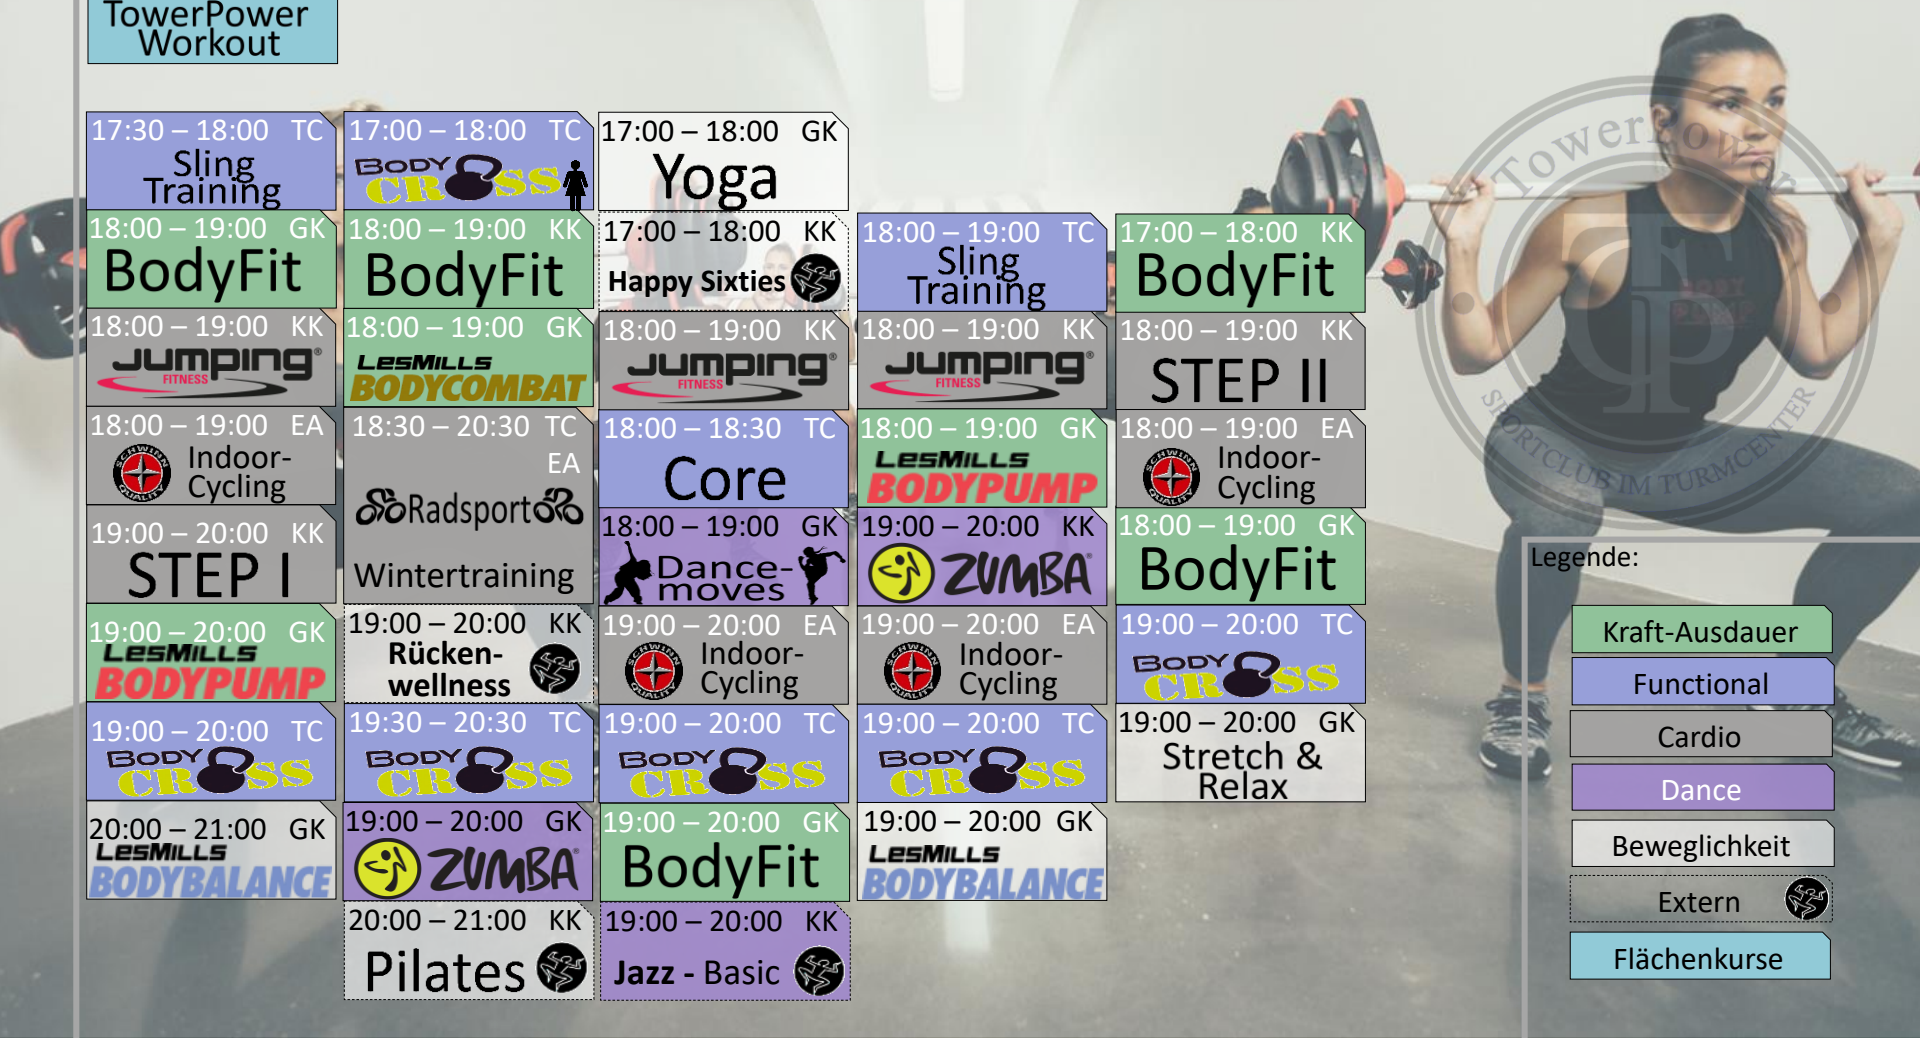 TowerPower
Workout
17:30 – 18:00 TC
Sling
Training
18:00 – 19:00 GK
BodyFit
18:00 – 19:00 KK
JUMPING®
FITNESS
18:00 – 19:00 EA
SCHWINN
QUALITY
Indoor-
Cycling
19:00 – 20:00 KK
STEP I
19:00 – 20:00 GK
LESMILLS
BODYPUMP
19:00 – 20:00 TC
BODY
CROSS
20:00 – 21:00 GK
LESMILLS
BODYBALANCE
17:00 – 18:00 TC
BODY
CROSS
18:00 – 19:00 KK
BodyFit
18:00 – 19:00 GK
LESMILLS
BODYCOMBAT
18:30 – 20:30 TC
EA
Radsport
Wintertraining
19:00 – 20:00 KK
Rücken-
wellness
19:30 – 20:30 TC
BODY
CROSS
19:00 – 20:00 GK
ZUMBA
20:00 – 21:00 KK
Pilates
17:00 – 18:00 GK
Yoga
17:00 – 18:00 KK
Happy Sixties
18:00 – 19:00 KK
JUMPING®
FITNESS
18:00 – 18:30 TC
Core
18:00 – 19:00 GK
Dance-
moves
19:00 – 20:00 EA
SCHWINN
QUALITY
Indoor-
Cycling
19:00 – 20:00 TC
BODY
CROSS
19:00 – 20:00 GK
BodyFit
19:00 – 20:00 KK
Jazz - Basic
18:00 – 19:00 TC
Sling
Training
18:00 – 19:00 KK
JUMPING®
FITNESS
18:00 – 19:00 GK
LESMILLS
BODYPUMP
19:00 – 20:00 KK
ZUMBA
19:00 – 20:00 EA
SCHWINN
QUALITY
Indoor-
Cycling
19:00 – 20:00 TC
BODY
CROSS
19:00 – 20:00 GK
LESMILLS
BODYBALANCE
17:00 – 18:00 KK
BodyFit
18:00 – 19:00 KK
STEP II
18:00 – 19:00 EA
SCHWINN
QUALITY
Indoor-
Cycling
18:00 – 19:00 GK
BodyFit
19:00 – 20:00 TC
BODY
CROSS
19:00 – 20:00 GK
Stretch &
Relax
TowerPower
BODY
PUMP
SPORTCLUB IM TURMCENTER
Legende:
Kraft-Ausdauer
Functional
Cardio
Dance
Beweglichkeit
Extern
Flächenkurse